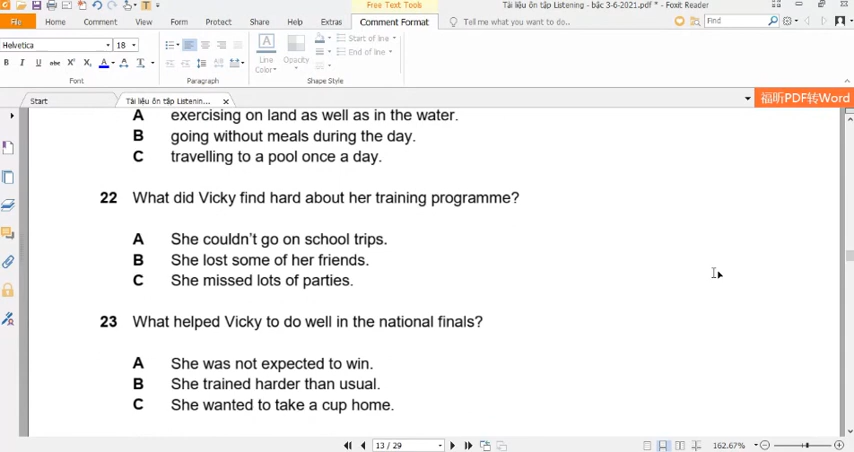 Free Text Tools
Tài liệu ôn tập Listening - bậc 3-6-2021.pdf * - Foxit Reader
File Home Comment View Form Protect Share Help Extras Comment Format Tell me what you want to do.. Find
Helvetica 18
Line Color
Opacity
Start of line
End of line
B I U abc X² X₂ A A T
Font Paragraph Shape Style
Start Tài liệu ôn tập Listenin... 福昕PDF转Word
A exercising on land as well as in the water.
B going without meals during the day.
C travelling to a pool once a day.
22 What did Vicky find hard about her training programme?
A She couldn't go on school trips.
B She lost some of her friends.
C She missed lots of parties.
23 What helped Vicky to do well in the national finals?
A She was not expected to win.
B She trained harder than usual.
C She wanted to take a cup home.
13 / 29 162.67%